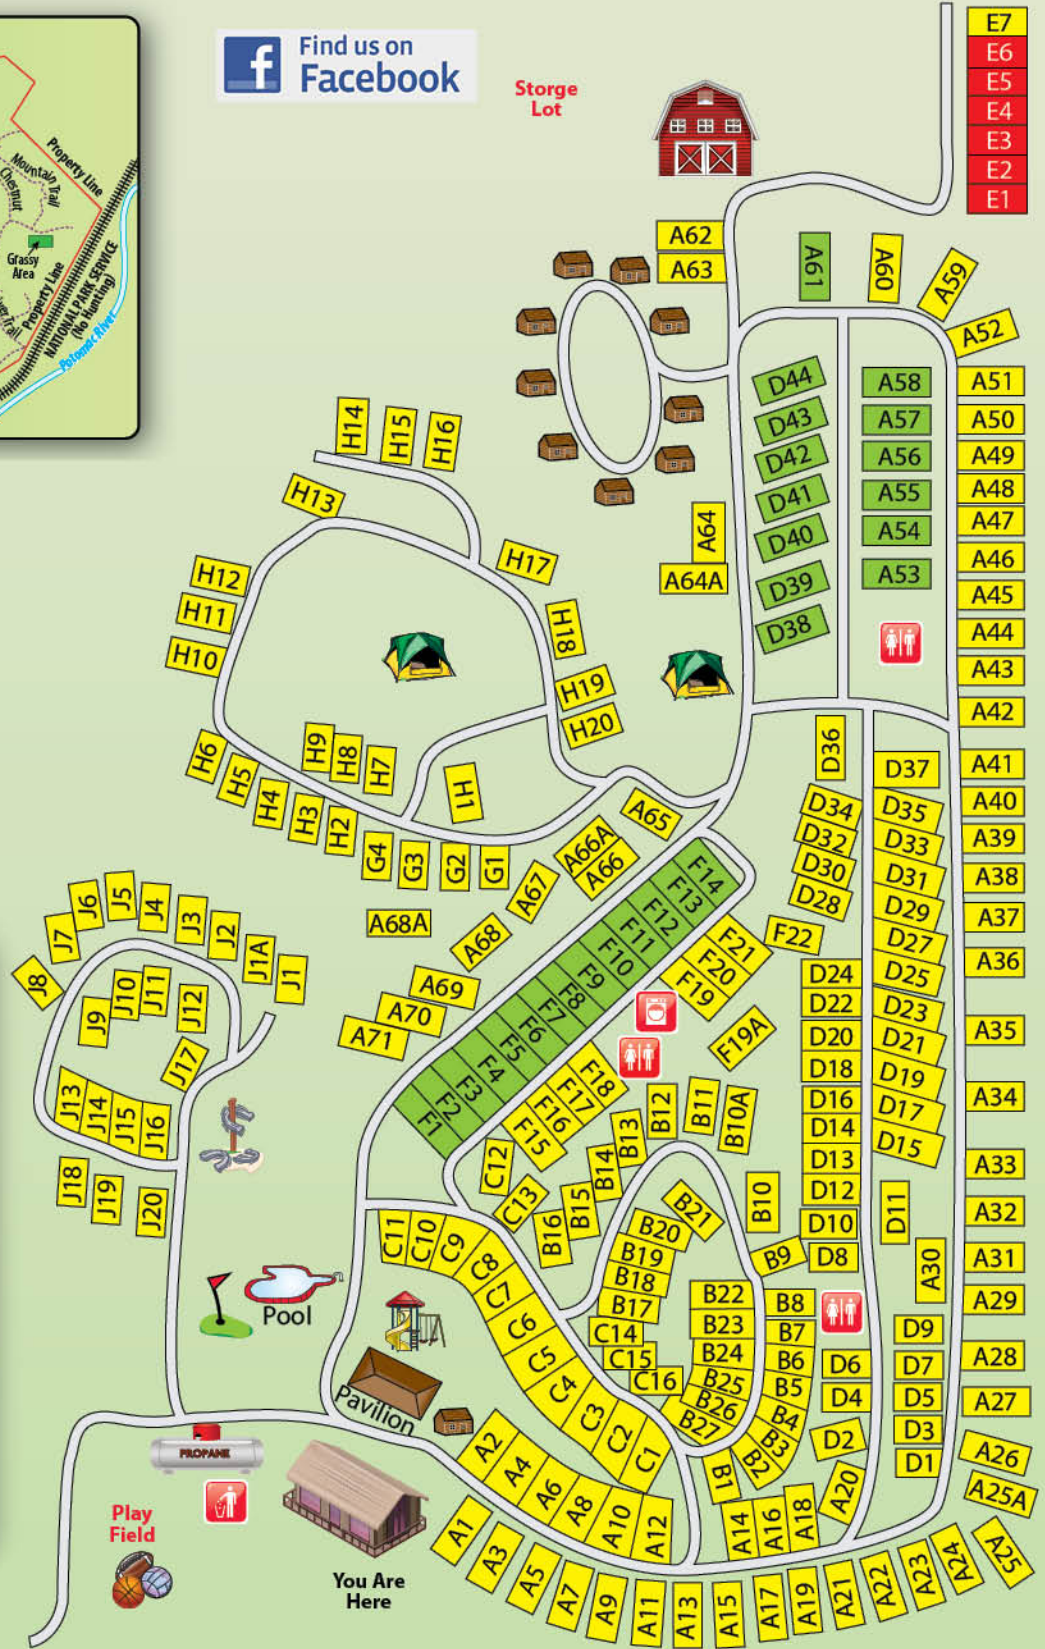 Find us on
Facebook
Storge
Lot
Property Line
Mountain Trail
Chestnut
Grassy
Area
Property Line
NATIONAL PARK SERVICE
(No Hunting)
Potomac River
E7
E6
E5
E4
E3
E2
E1
A62
A63
A61
A60
A59
A52
D44
D43
D42
D41
D40
D39
D38
A58
A57
A56
A55
A54
A53
A51
A50
A49
A48
A47
A46
A45
A44
A43
A42
A41
A40
A39
A38
A37
A36
A35
A34
A33
A32
A31
A30
A29
A28
A27
A26
A25A
A25
A64
A64A
H14
H15
H16
H13
H17
H12
H11
H10
H18
H19
H20
H9
H8
H7
H1
H6
H5
H4
H3
H2
G4
G3
G2
G1
A65
A66A
A66
A67
A68A
A68
A69
A70
A71
F14
F13
F12
F11
F10
F9
F8
F7
F6
F5
F4
F3
F2
F1
F22
F21
F20
F19
F19A
F18
F17
F16
F15
D36
D37
D34
D35
D32
D33
D30
D31
D28
D29
D27
D24
D25
D22
D23
D20
D21
D18
D19
D16
D17
D14
D15
D13
D12
D11
D10
D8
D9
D6
D7
D4
D5
D2
D3
D1
J8
J7
J6
J5
J4
J3
J2
J1A
J1
J9
J10
J11
J12
J17
J13
J14
J15
J16
J18
J19
J20
C12
C13
B16
B15
B14
B13
B12
B11
B10A
B10
B9
B21
B20
B19
B18
B17
C14
C15
C16
B22
B23
B24
B25
B26
B27
B8
B7
B6
B5
B4
B3
B2
B1
C11
C10
C9
C8
C7
C6
C5
C4
C3
C2
C1
Pool
Pavilion
PROPANE
Play
Field
You Are
Here
A2
A4
A6
A8
A10
A12
A14
A16
A18
A20
A1
A3
A5
A7
A9
A11
A13
A15
A17
A19
A21
A22
A23
A24